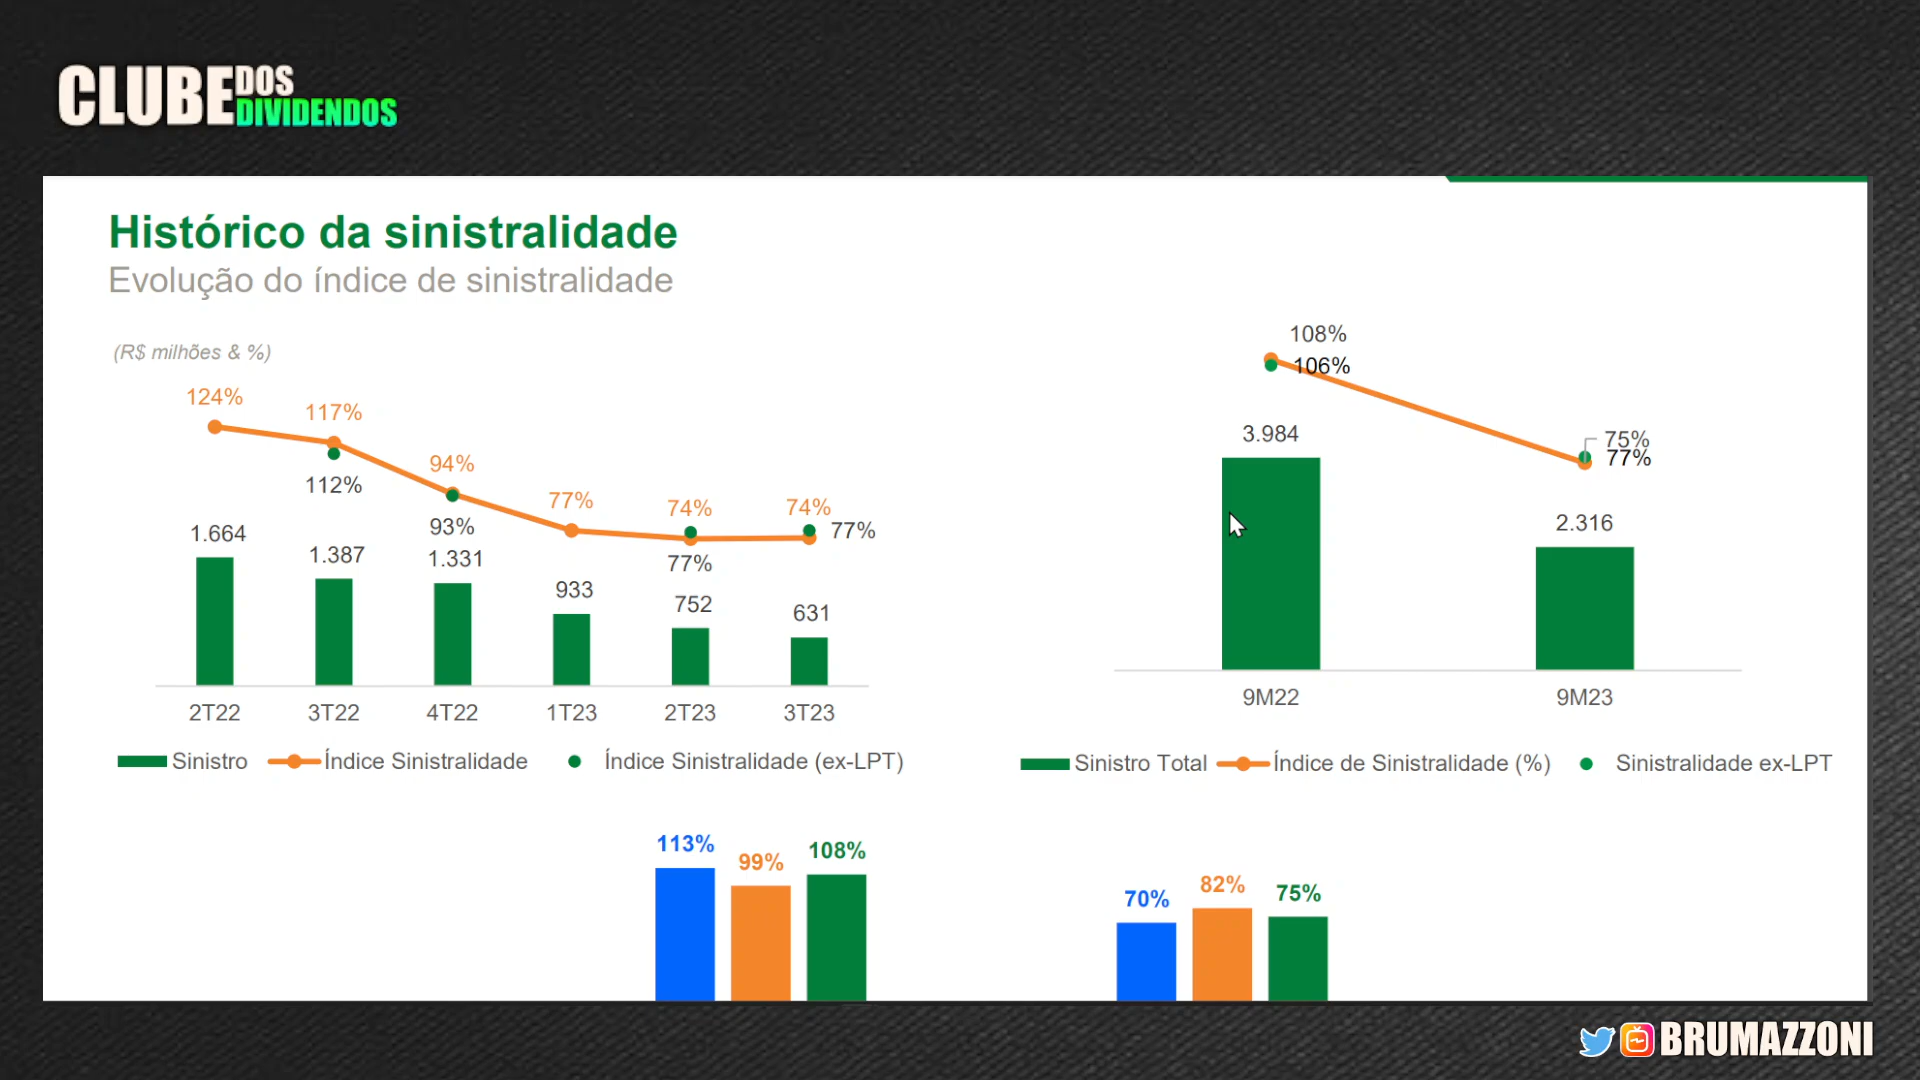 CLUBE DOS
DIVIDENDOS
Histórico da sinistralidade
Evolução do índice de sinistralidade
(R$ milhões & %)
124%
117%
112%
94%
93%
77%
74%
77%
74%
77%
1.664
1.387
1.331
933
752
631
2T22
3T22
4T22
1T23
2T23
3T23
Sinistro
Índice Sinistralidade
Índice Sinistralidade (ex-LPT)
108%
106%
75%
77%
3.984
2.316
9M22
9M23
Sinistro Total
Índice de Sinistralidade (%)
Sinistralidade ex-LPT
113%
99%
108%
70%
82%
75%
BRUMAZZONI